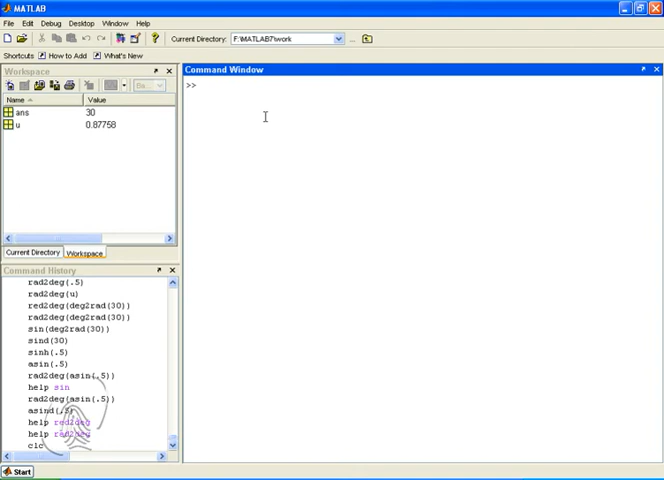 MATLAB
File Edit Debug Desktop Window Help
Current Directory: F:\MATLAB7\work
Shortcuts How to Add What's New
Workspace
Command Window
Ba...
>>
Name Value
ans 30
u 0.87758
Current Directory Workspace
Command History
rad2deg(.5)
rad2deg(u)
red2deg(deg2rad(30))
rad2deg(deg2rad(30))
sin(deg2rad(30))
sind(30)
sinh(.5)
asin(.5)
rad2deg(asin(.5))
help sin
rad2deg(asin(.5))
asind(.5)
help red2deg
help rad2deg
clc
Start